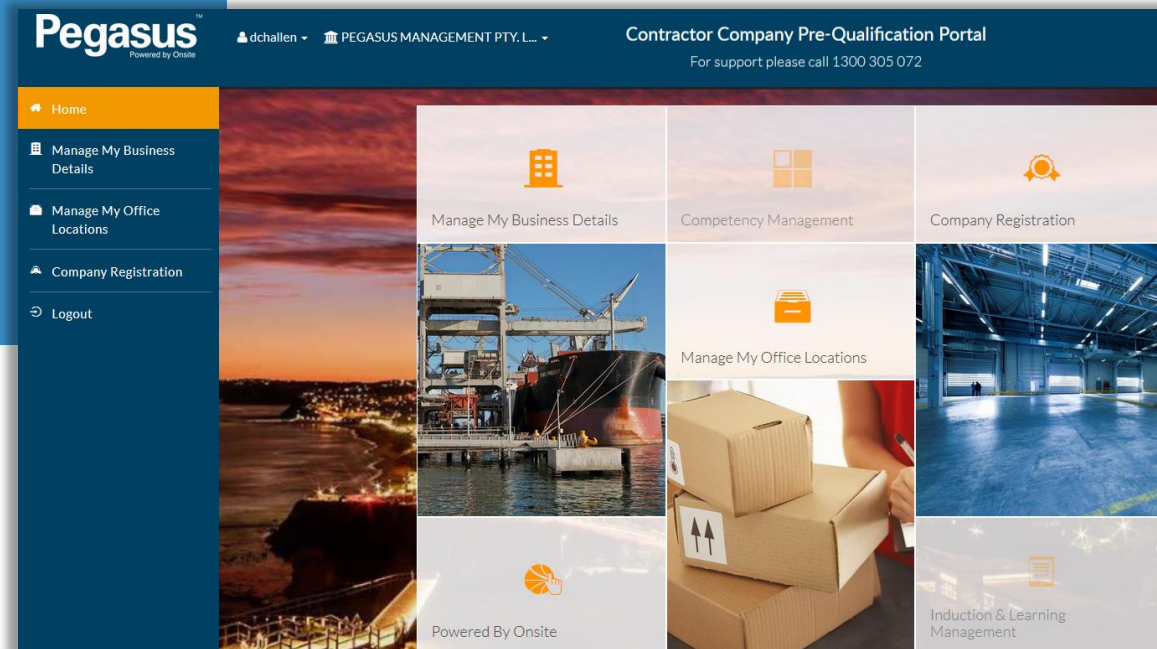 Pegasus™
Powered by Onsite
dchallen
PEGASUS MANAGEMENT PTY. L...
Contractor Company Pre-Qualification Portal
For support please call 1300 305 072
Home
Manage My Business
Details
Manage My Office
Locations
Company Registration
Logout
Manage My Business Details
Competency Management
Company Registration
Manage My Office Locations
Powered By Onsite
Induction & Learning
Management